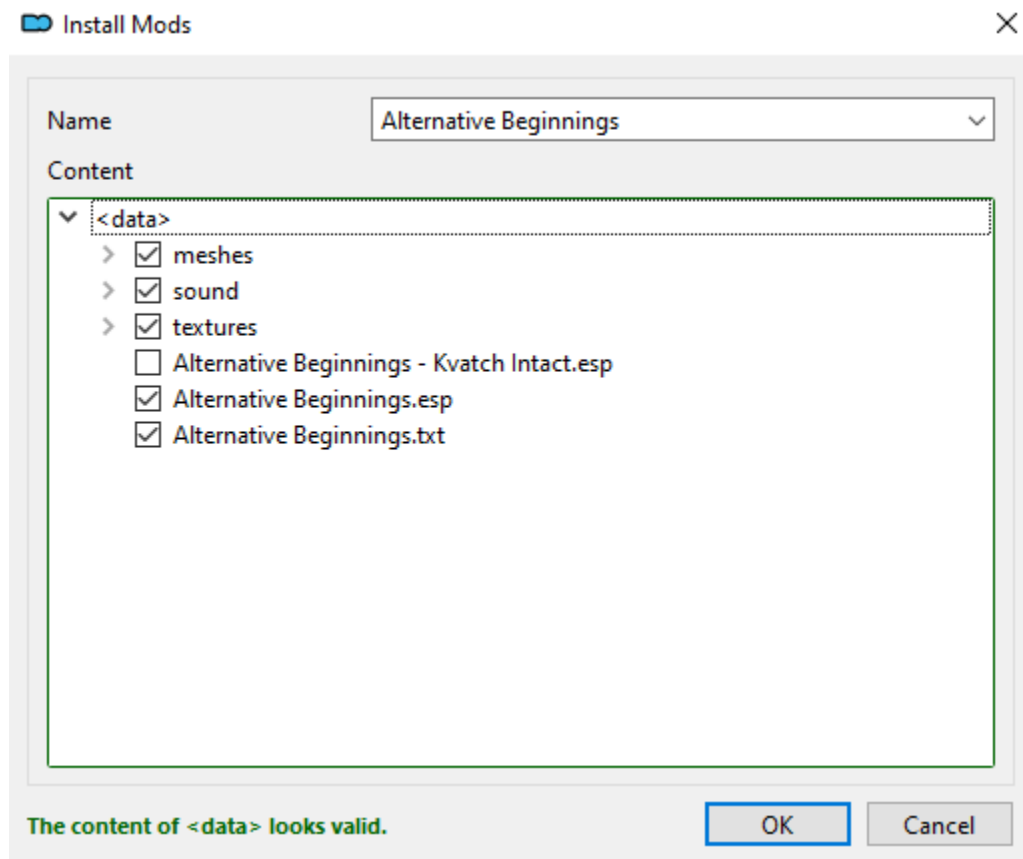 Install Mods
Name
Alternative Beginnings
Content
<data>
meshes
sound
textures
Alternative Beginnings - Kvatch Intact.esp
Alternative Beginnings.esp
Alternative Beginnings.txt
The content of <data> looks valid.
OK
Cancel